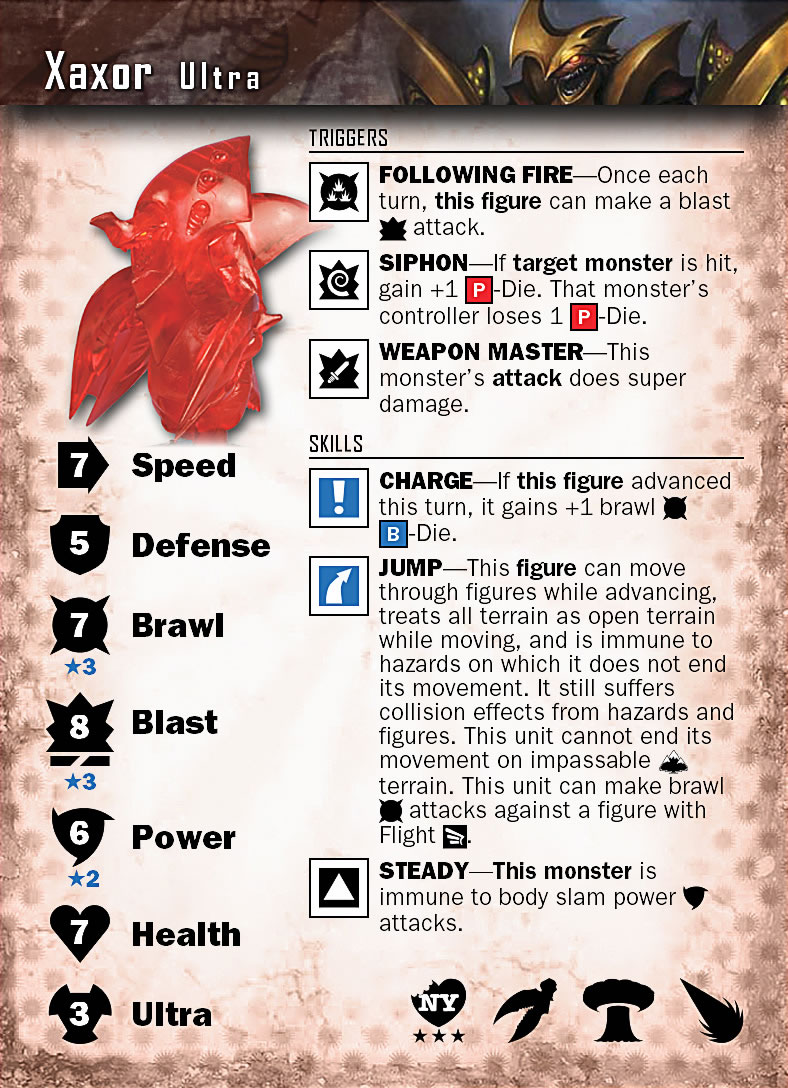 Xaxor Ultra
TRIGGERS
FOLLOWING FIRE—Once each
turn, this figure can make a blast
attack.
SIPHON—If target monster is hit,
gain +1 P-Die. That monster's
controller loses 1 P-Die.
WEAPON MASTER—This
monster's attack does super
damage.
SKILLS
CHARGE—If this figure advanced
this turn, it gains +1 brawl
B-Die.
JUMP—This figure can move
through figures while advancing,
treats all terrain as open terrain
while moving, and is immune to
hazards on which it does not end
its movement. It still suffers
collision effects from hazards and
figures. This unit cannot end its
movement on impassable
terrain. This unit can make brawl
attacks against a figure with
Flight .
STEADY—This monster is
immune to body slam power
attacks.
7 Speed
5 Defense
7 Brawl
★3
8 Blast
★3
6 Power
★2
7 Health
3 Ultra
NY
★★★